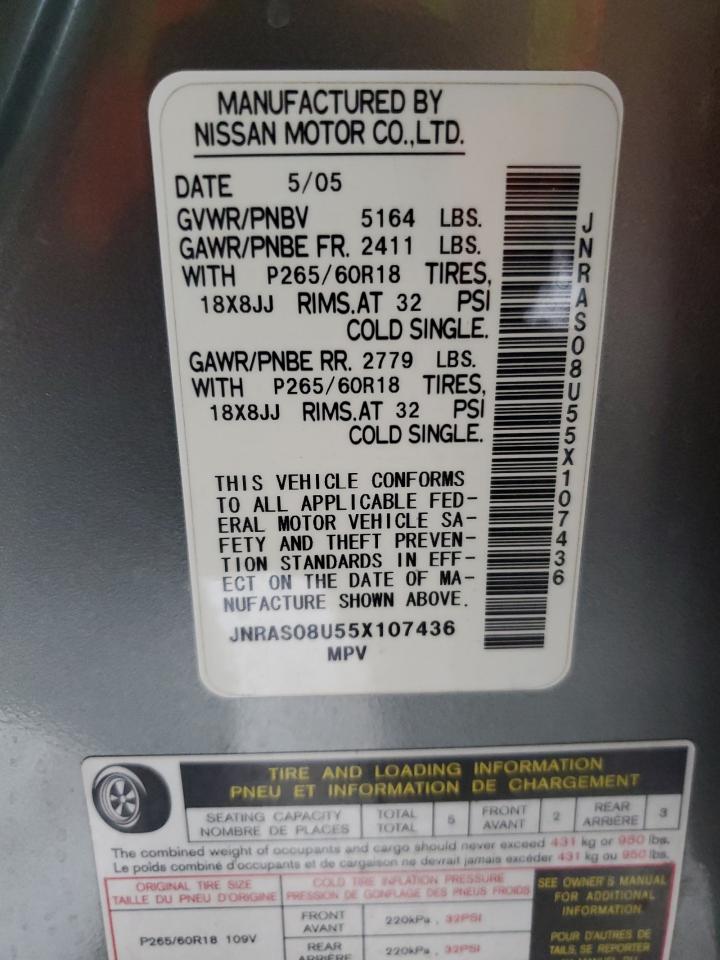 MANUFACTURED BY
NISSAN MOTOR CO.,LTD.
DATE 5/05
GVWR/PNBV 5164 LBS.
GAWR/PNBE FR. 2411 LBS.
WITH P265/60R18 TIRES,
18X8JJ RIMS.AT 32 PSI
COLD SINGLE.
GAWR/PNBE RR. 2779 LBS.
WITH P265/60R18 TIRES,
18X8JJ RIMS.AT 32 PSI
COLD SINGLE.
THIS VEHICLE CONFORMS
TO ALL APPLICABLE FED-
ERAL MOTOR VEHICLE SA-
FETY AND THEFT PREVEN-
TION STANDARDS IN EFF-
ECT ON THE DATE OF MA-
NUFACTURE SHOWN ABOVE.
JNRAS08U55X107436
MPV
JNRAS08U55X107436
TIRE AND LOADING INFORMATION
PNEU ET INFORMATION DE CHARGEMENT
SEATING CAPACITY TOTAL 5 FRONT 2 REAR 3
NOMBRE DE PLACES TOTAL AVANT ARRIÈRE
The combined weight of occupants and cargo should never exceed 431 kg or 950 lbs.
Le poids combiné d'occupants et de cargaison ne devrait jamais excéder 431 kg ou 950 lbs.
ORIGINAL TIRE SIZE COLD TIRE INFLATION PRESSURE SEE OWNER'S MANUAL
TAILLE DU PNEU D'ORIGINE PRESSION DE GONFLAGE DES PNEUS FROIDS FOR ADDITIONAL
INFORMATION.
FRONT
AVANT 220kPa , 32PSI
P265/60R18 109V
POUR D'AUTRES DE
TAILS, SE REPORTER
REAR
ARRIÈRE 220kPa , 32PSI